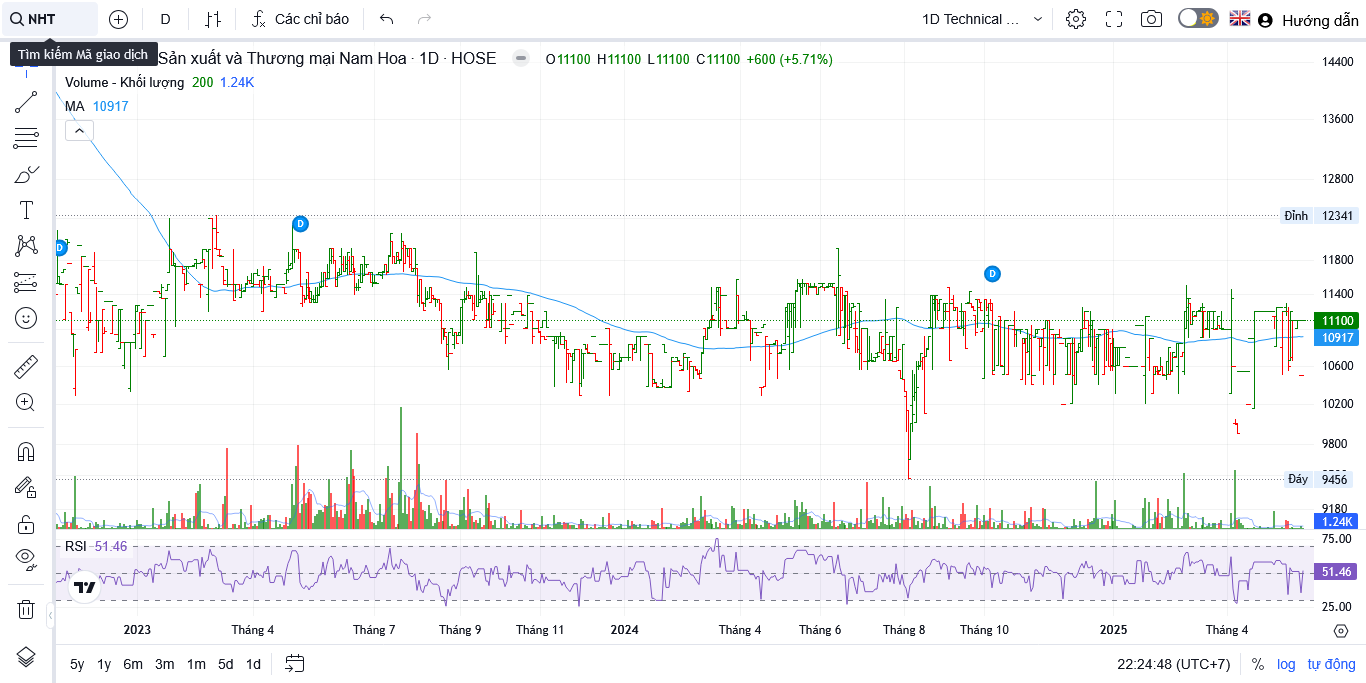 NHT
D
Các chỉ báo
1D Technical ...
Hướng dẫn
Tìm kiếm Mã giao dịch
Sản xuất và Thương mại Nam Hoa · 1D · HOSE
O11100 H11100 L11100 C11100 +600 (+5.71%)
Volume - Khối lượng 200 1.24K
MA 10917
14400
13600
12800
Đỉnh 12341
11800
11400
11100
10917
10600
10200
9800
Đáy 9456
9180
1.24K
D
D
D
RSI 51.46
75.00
51.46
25.00
2023 Tháng 4 Tháng 7 Tháng 9 Tháng 11 2024 Tháng 4 Tháng 6 Tháng 8 Tháng 10 2025 Tháng 4
5y 1y 6m 3m 1m 5d 1d
22:24:48 (UTC+7) % log tự động